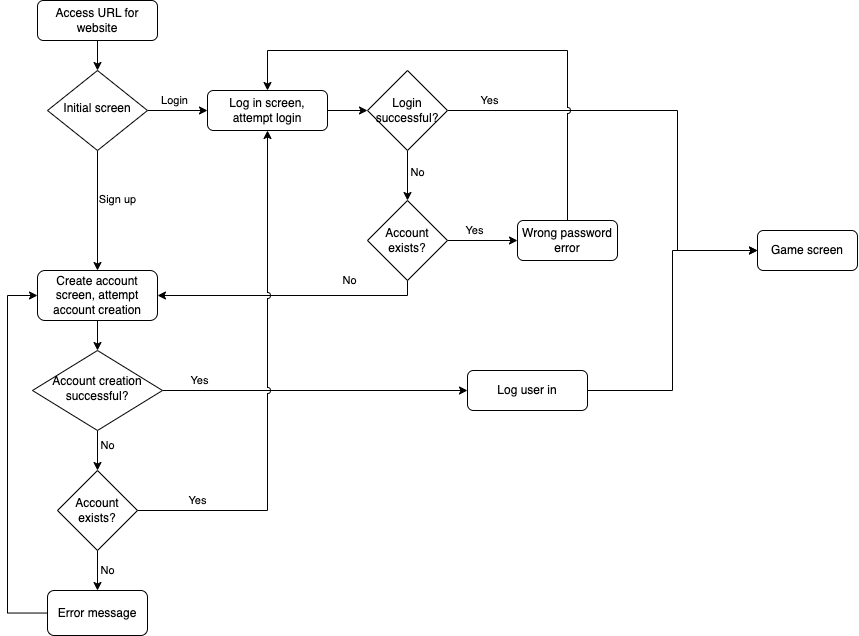 Access URL for
website
Initial screen
Login
Log in screen,
attempt login
Login
successful?
Yes
No
Sign up
Account
exists?
Yes
Wrong password
error
Game screen
No
Create account
screen, attempt
account creation
Account creation
successful?
Yes
Log user in
No
Account
exists?
Yes
No
Error message